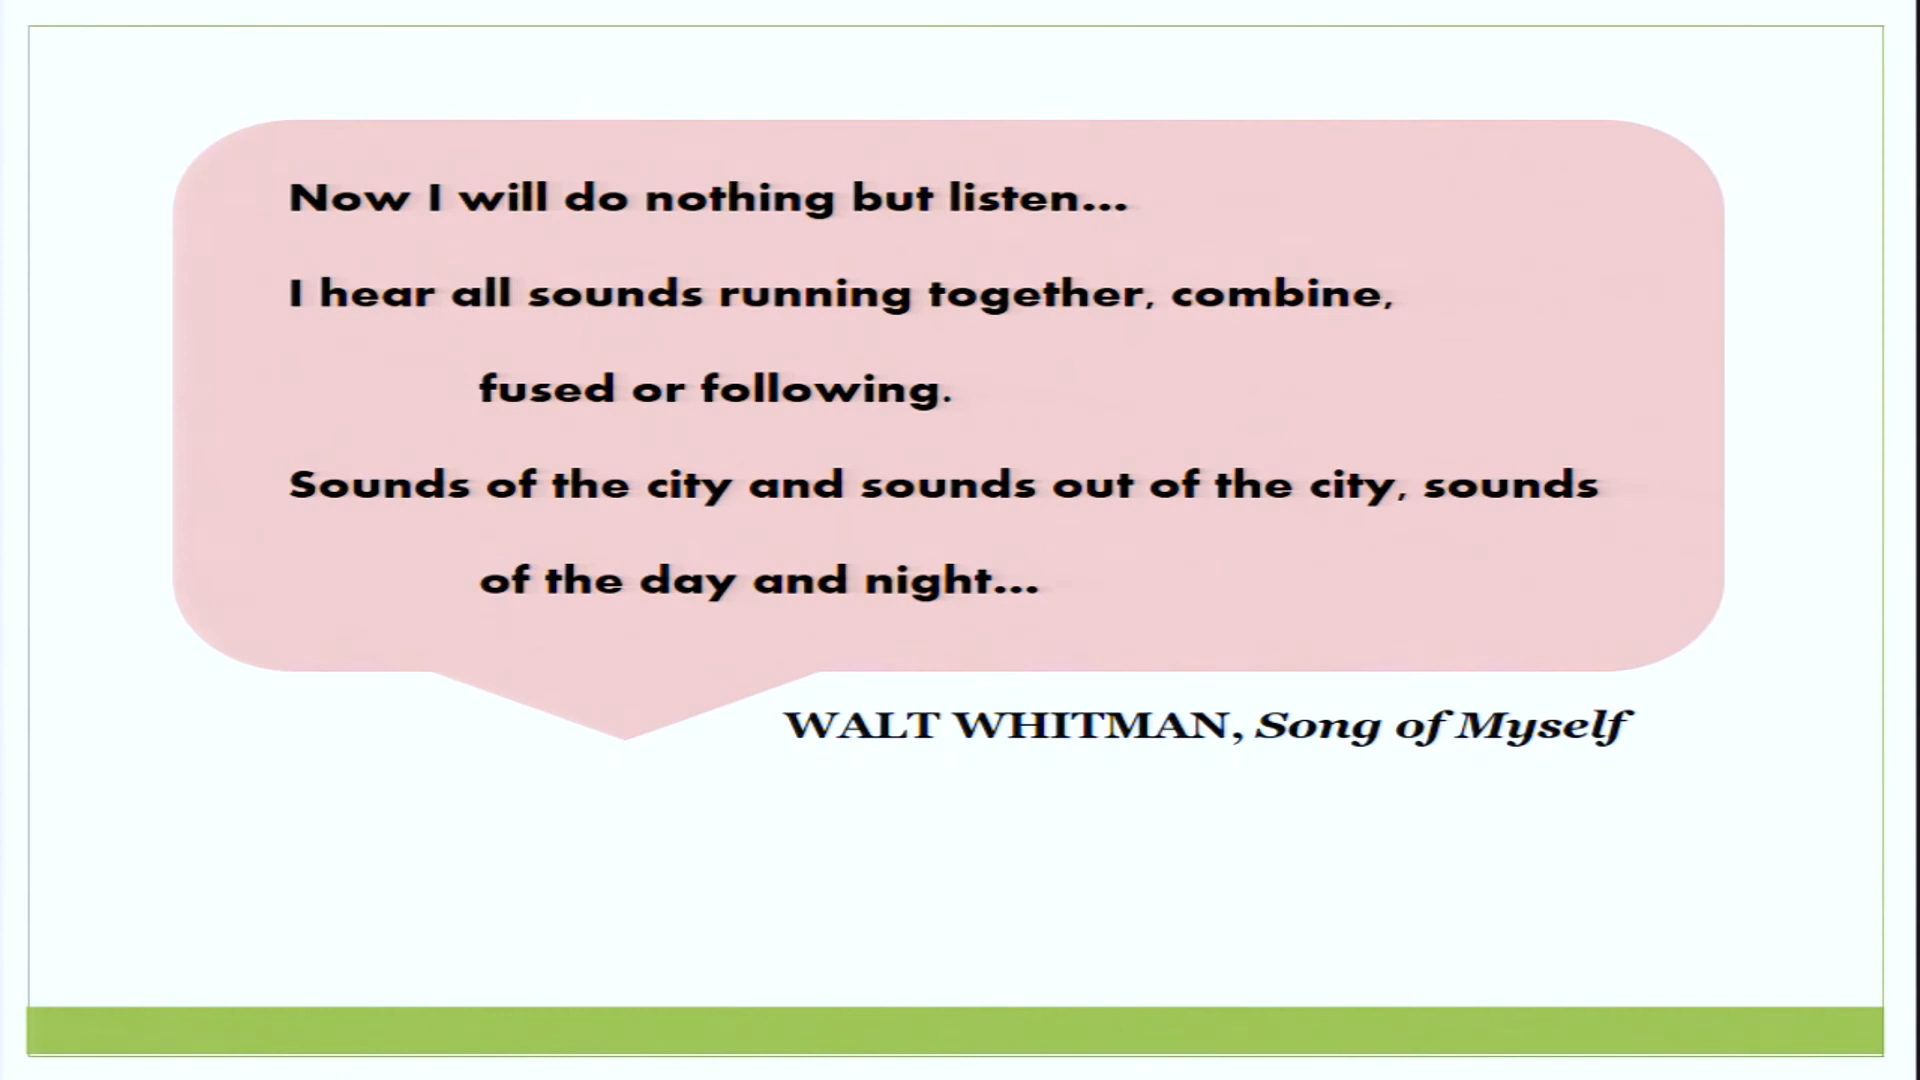 Now I will do nothing but listen...
I hear all sounds running together, combine,
fused or following.
Sounds of the city and sounds out of the city, sounds
of the day and night...
WALT WHITMAN, Song of Myself